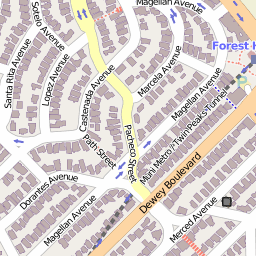 Magellan Avenue
Sotelo Avenue
Forest H
Santa Rita Avenue
Lopez Avenue
Castenada Avenue
Marcela Avenue
Magellan Avenue
Muni Metro - Twin Peaks Tunnel
Pacheco Street
Path Street
Dorantes Avenue
Dewey Boulevard
Magellan Avenue
Merced Avenue